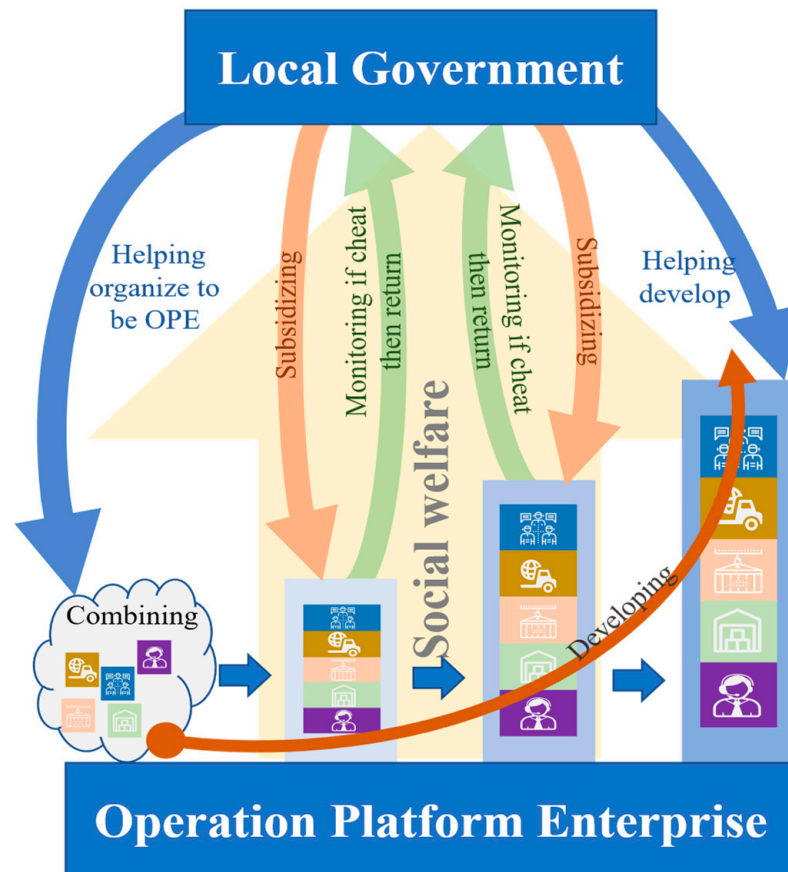 Local Government
Helping
organize to
be OPE
Subsidizing
Monitoring if cheat
then return
Monitoring if cheat
then return
Subsidizing
Helping
develop
Social welfare
Combining
Developing
Operation Platform Enterprise